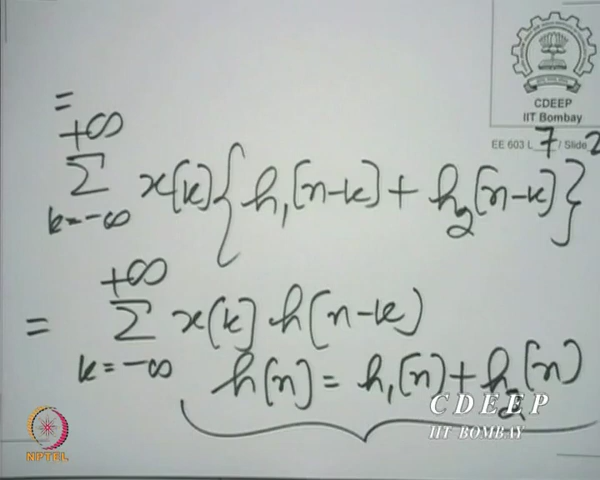 CDEEP
IIT Bombay
EE 603 L 7 / Slide 2
=
+∞
Σ x[k] { h₁[n-k] + h₂[n-k] }
k=-∞
+∞
= Σ x[k] h[n-k]
k=-∞
h[n] = h₁[n] + h₂[n]
CDEEP
IIT BOMBAY
NPTEL